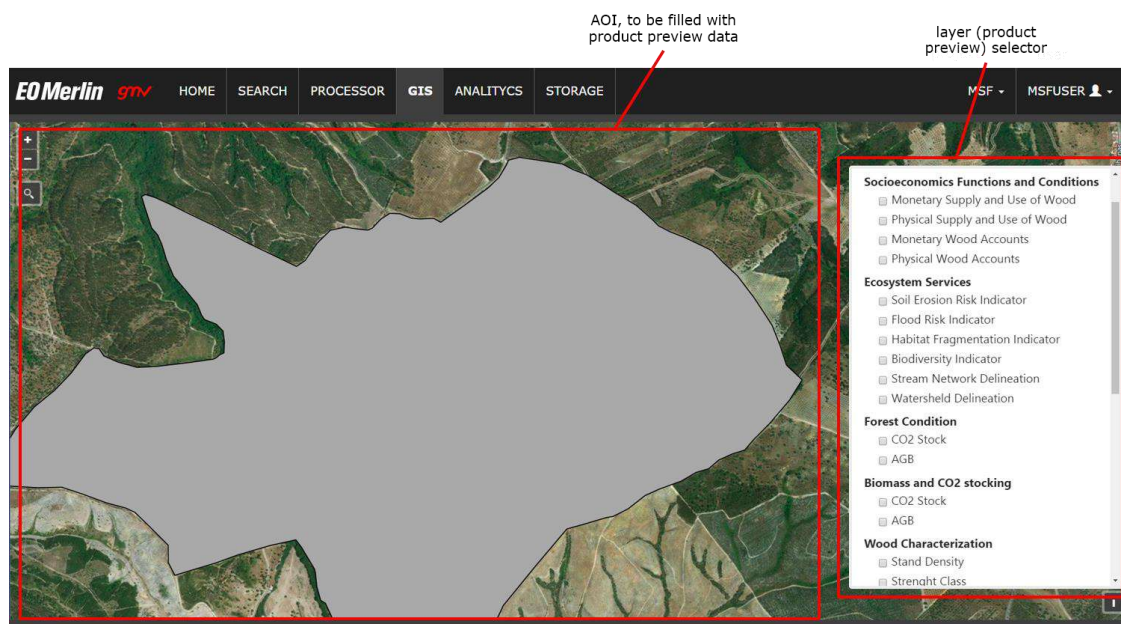 AOI, to be filled with
product preview data
layer (product
preview) selector
EOMerlin gmv HOME SEARCH PROCESSOR GIS ANALITYCS STORAGE MSF MSFUSER
+
−
Socioeconomics Functions and Conditions
Monetary Supply and Use of Wood
Physical Supply and Use of Wood
Monetary Wood Accounts
Physical Wood Accounts
Ecosystem Services
Soil Erosion Risk Indicator
Flood Risk Indicator
Habitat Fragmentation Indicator
Biodiversity Indicator
Stream Network Delineation
Watersheld Delineation
Forest Condition
CO2 Stock
AGB
Biomass and CO2 stocking
CO2 Stock
AGB
Wood Characterization
Stand Density
Strenght Class
i